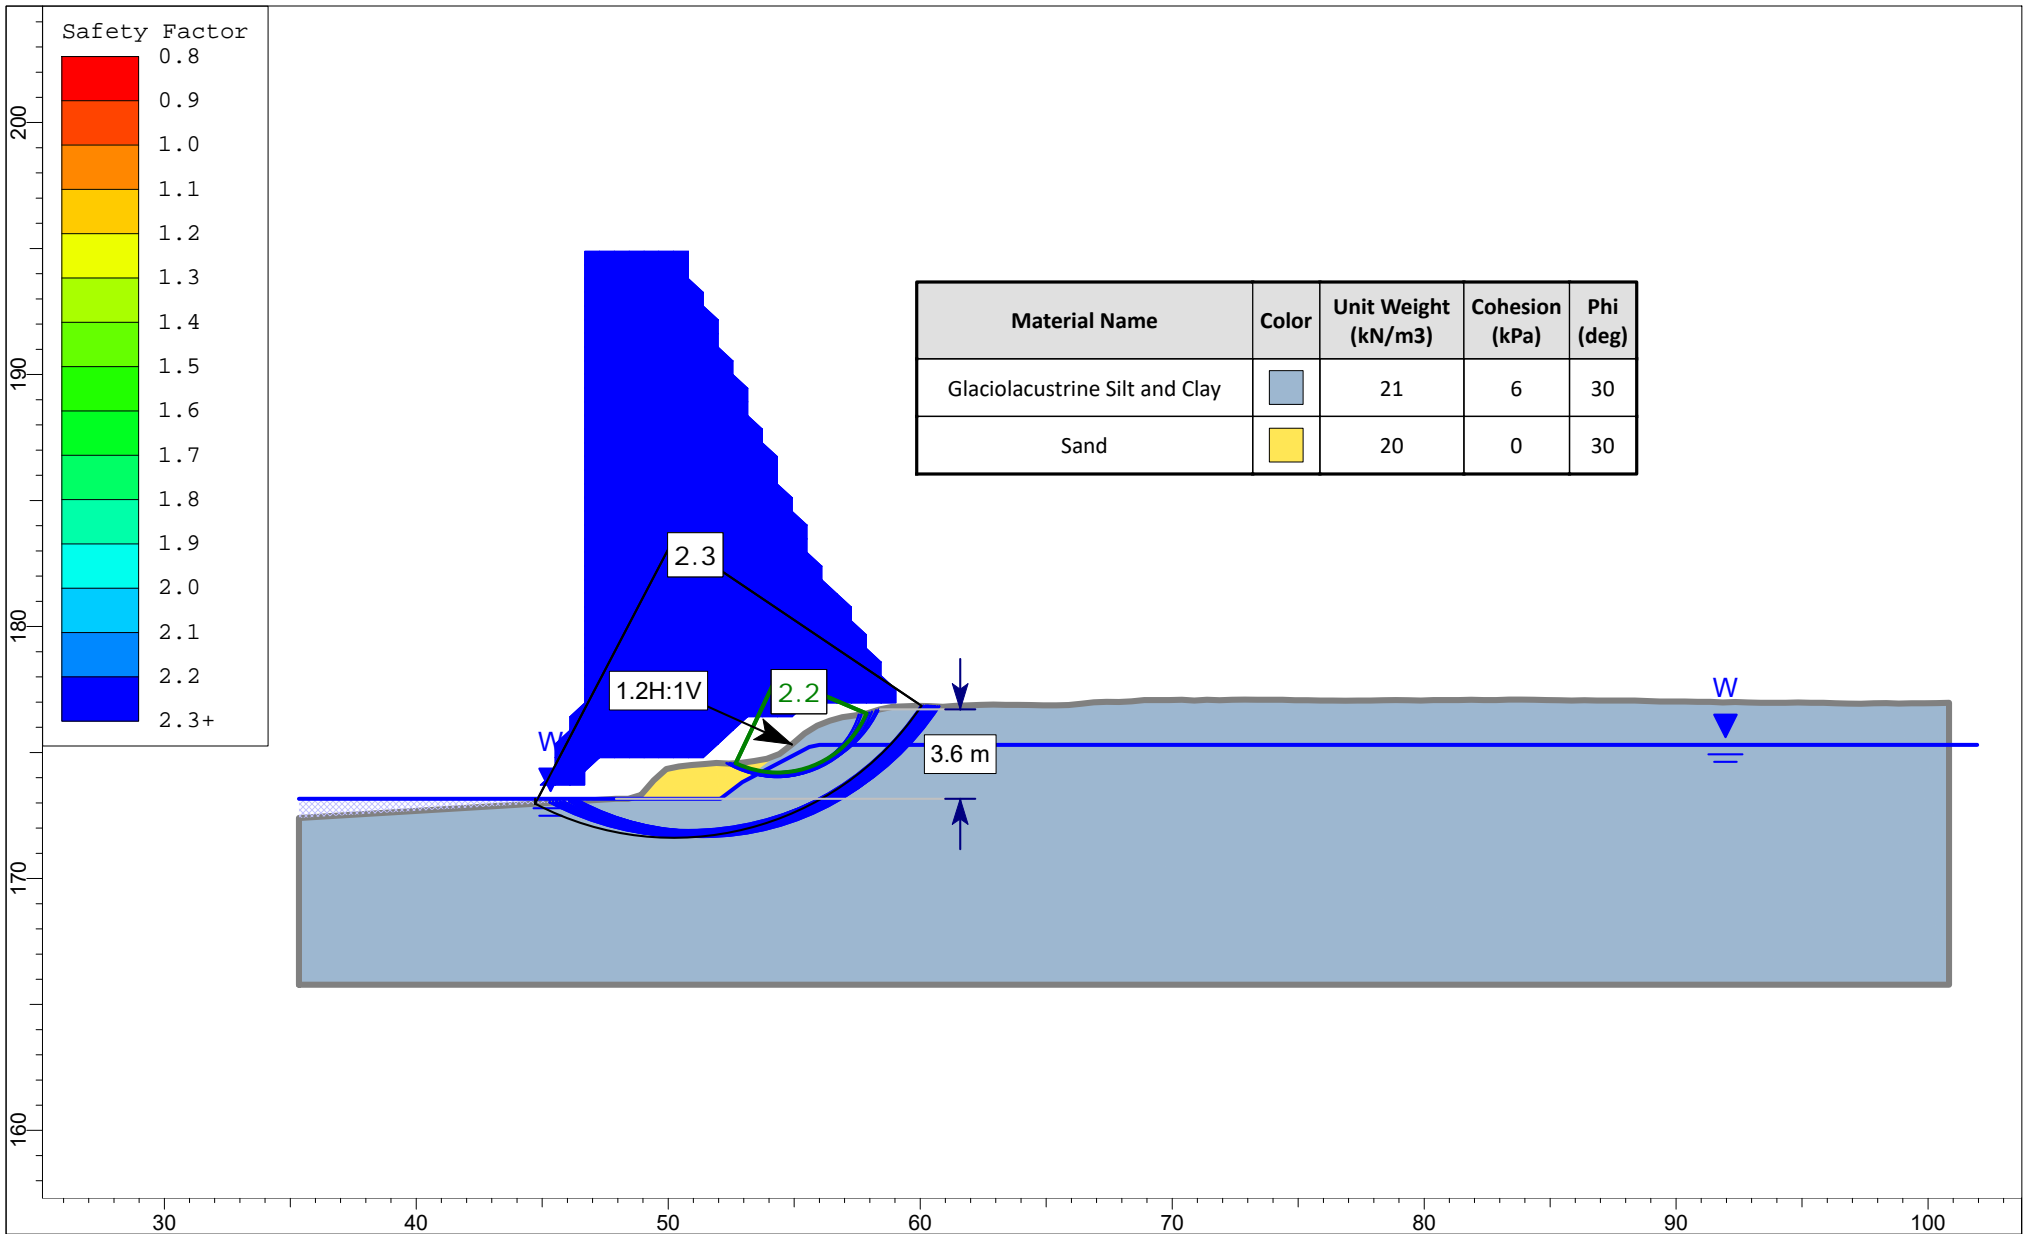 Safety Factor
0.8
0.9
1.0
1.1
1.2
1.3
1.4
1.5
1.6
1.7
1.8
1.9
2.0
2.1
2.2
2.3+
200
190
180
170
160
Material Name Color Unit Weight (kN/m3) Cohesion (kPa) Phi (deg)
Glaciolacustrine Silt and Clay 21 6 30
Sand 20 0 30
2.3
1.2H:1V
2.2
W
W
3.6 m
30 40 50 60 70 80 90 100